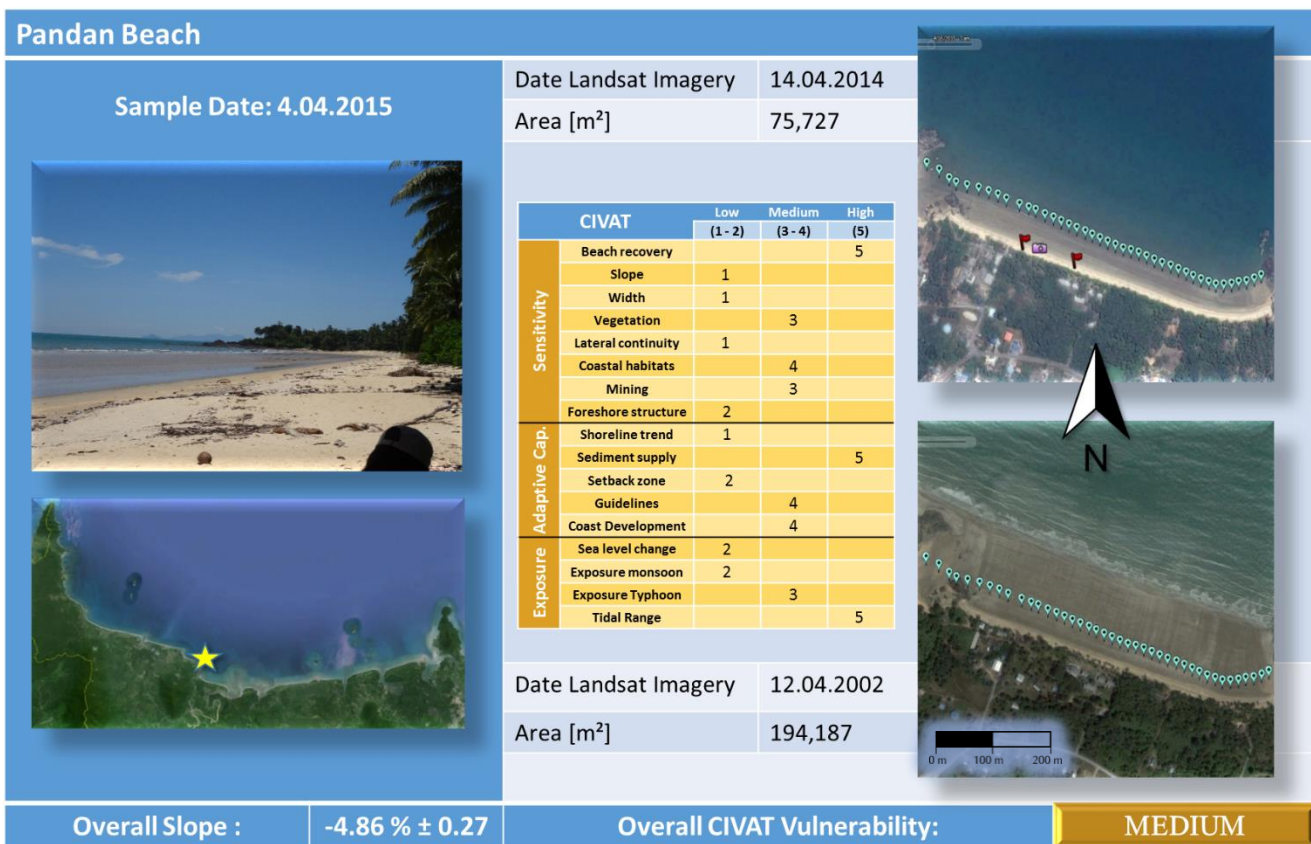 Pandan Beach
Sample Date: 4.04.2015
Date Landsat Imagery 14.04.2014
Area [m²] 75,727
CIVAT Low Medium High
(1 - 2) (3 - 4) (5)
Sensitivity
Beach recovery 5
Slope 1
Width 1
Vegetation 3
Lateral continuity 1
Coastal habitats 4
Mining 3
Foreshore structure 2
Adaptive Cap.
Shoreline trend 1
Sediment supply 5
Setback zone 2
Guidelines 4
Coast Development 4
Exposure
Sea level change 2
Exposure monsoon 2
Exposure Typhoon 3
Tidal Range 5
N
Date Landsat Imagery 12.04.2002
Area [m²] 194,187
0 m 100 m 200 m
Overall Slope : -4.86 % ± 0.27 Overall CIVAT Vulnerability: MEDIUM